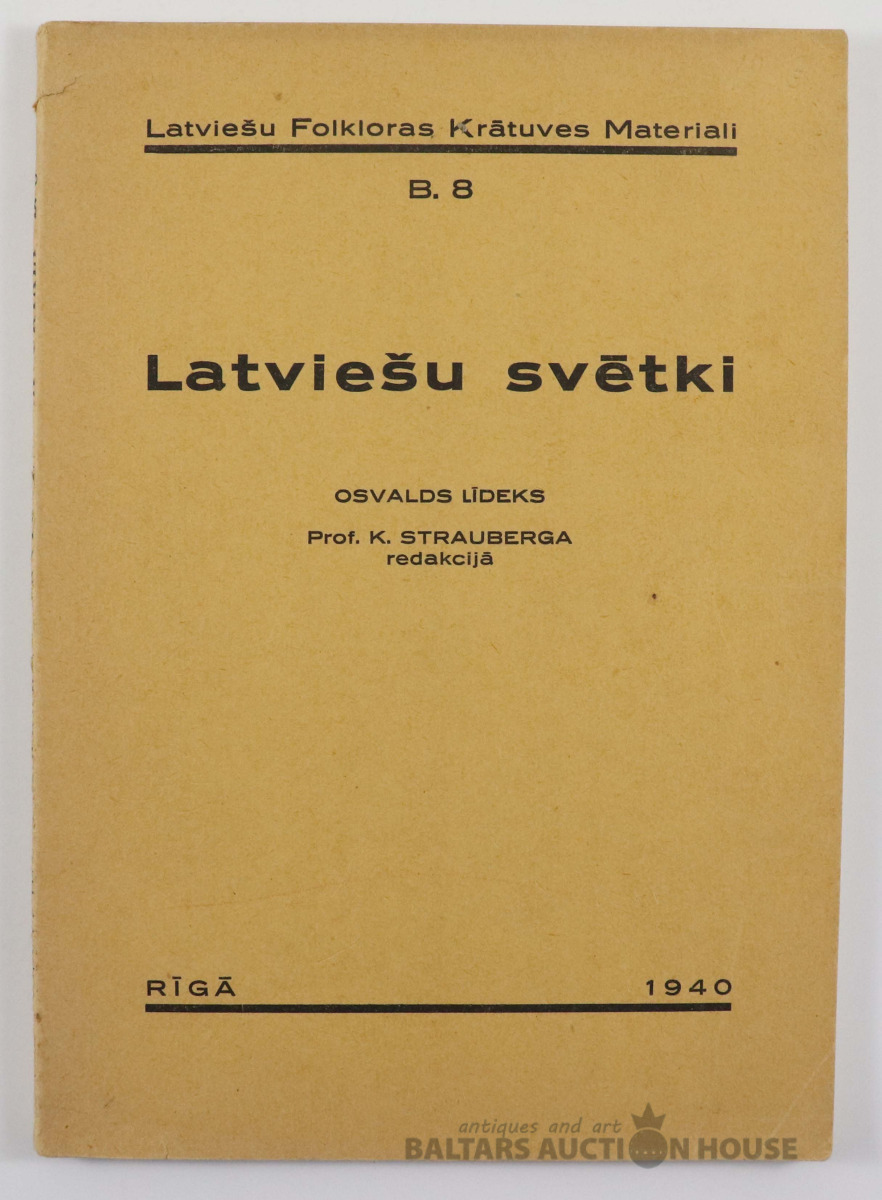 Latviešu Folkloras Krātuves Materiali
B. 8
Latviešu svētki
OSVALDS LĪDEKS
Prof. K. STRAUBERGA
redakcijā
RĪGĀ 1940
antiques and art
BALTARS AUCTION HOUSE